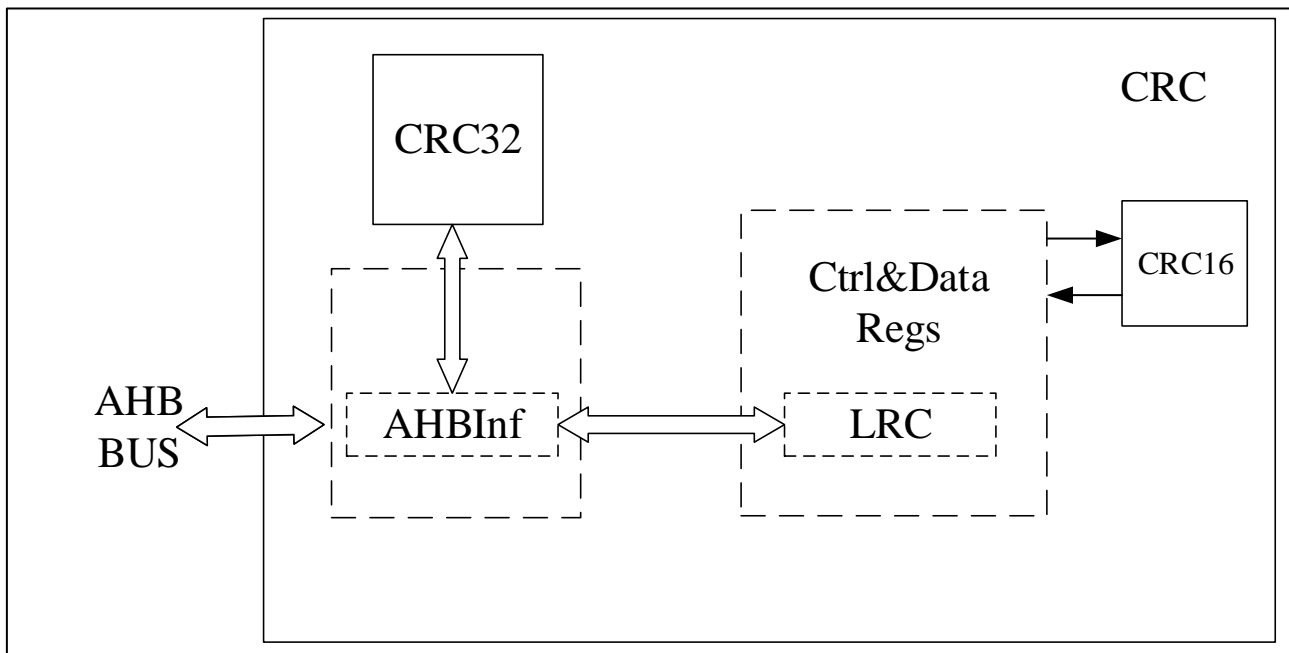 CRC
CRC32
Ctrl&Data
Regs
CRC16
AHB
BUS
AHBInf
LRC